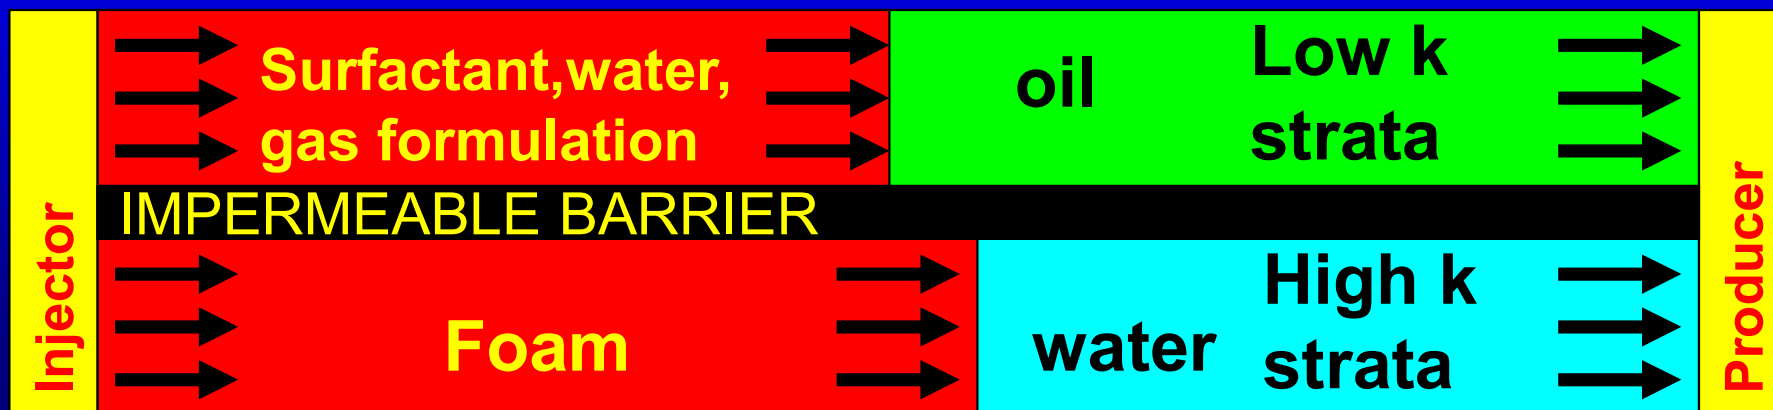 Injector
Surfactant,water,
gas formulation
oil
Low k
strata
IMPERMEABLE BARRIER
Foam
water
High k
strata
Producer